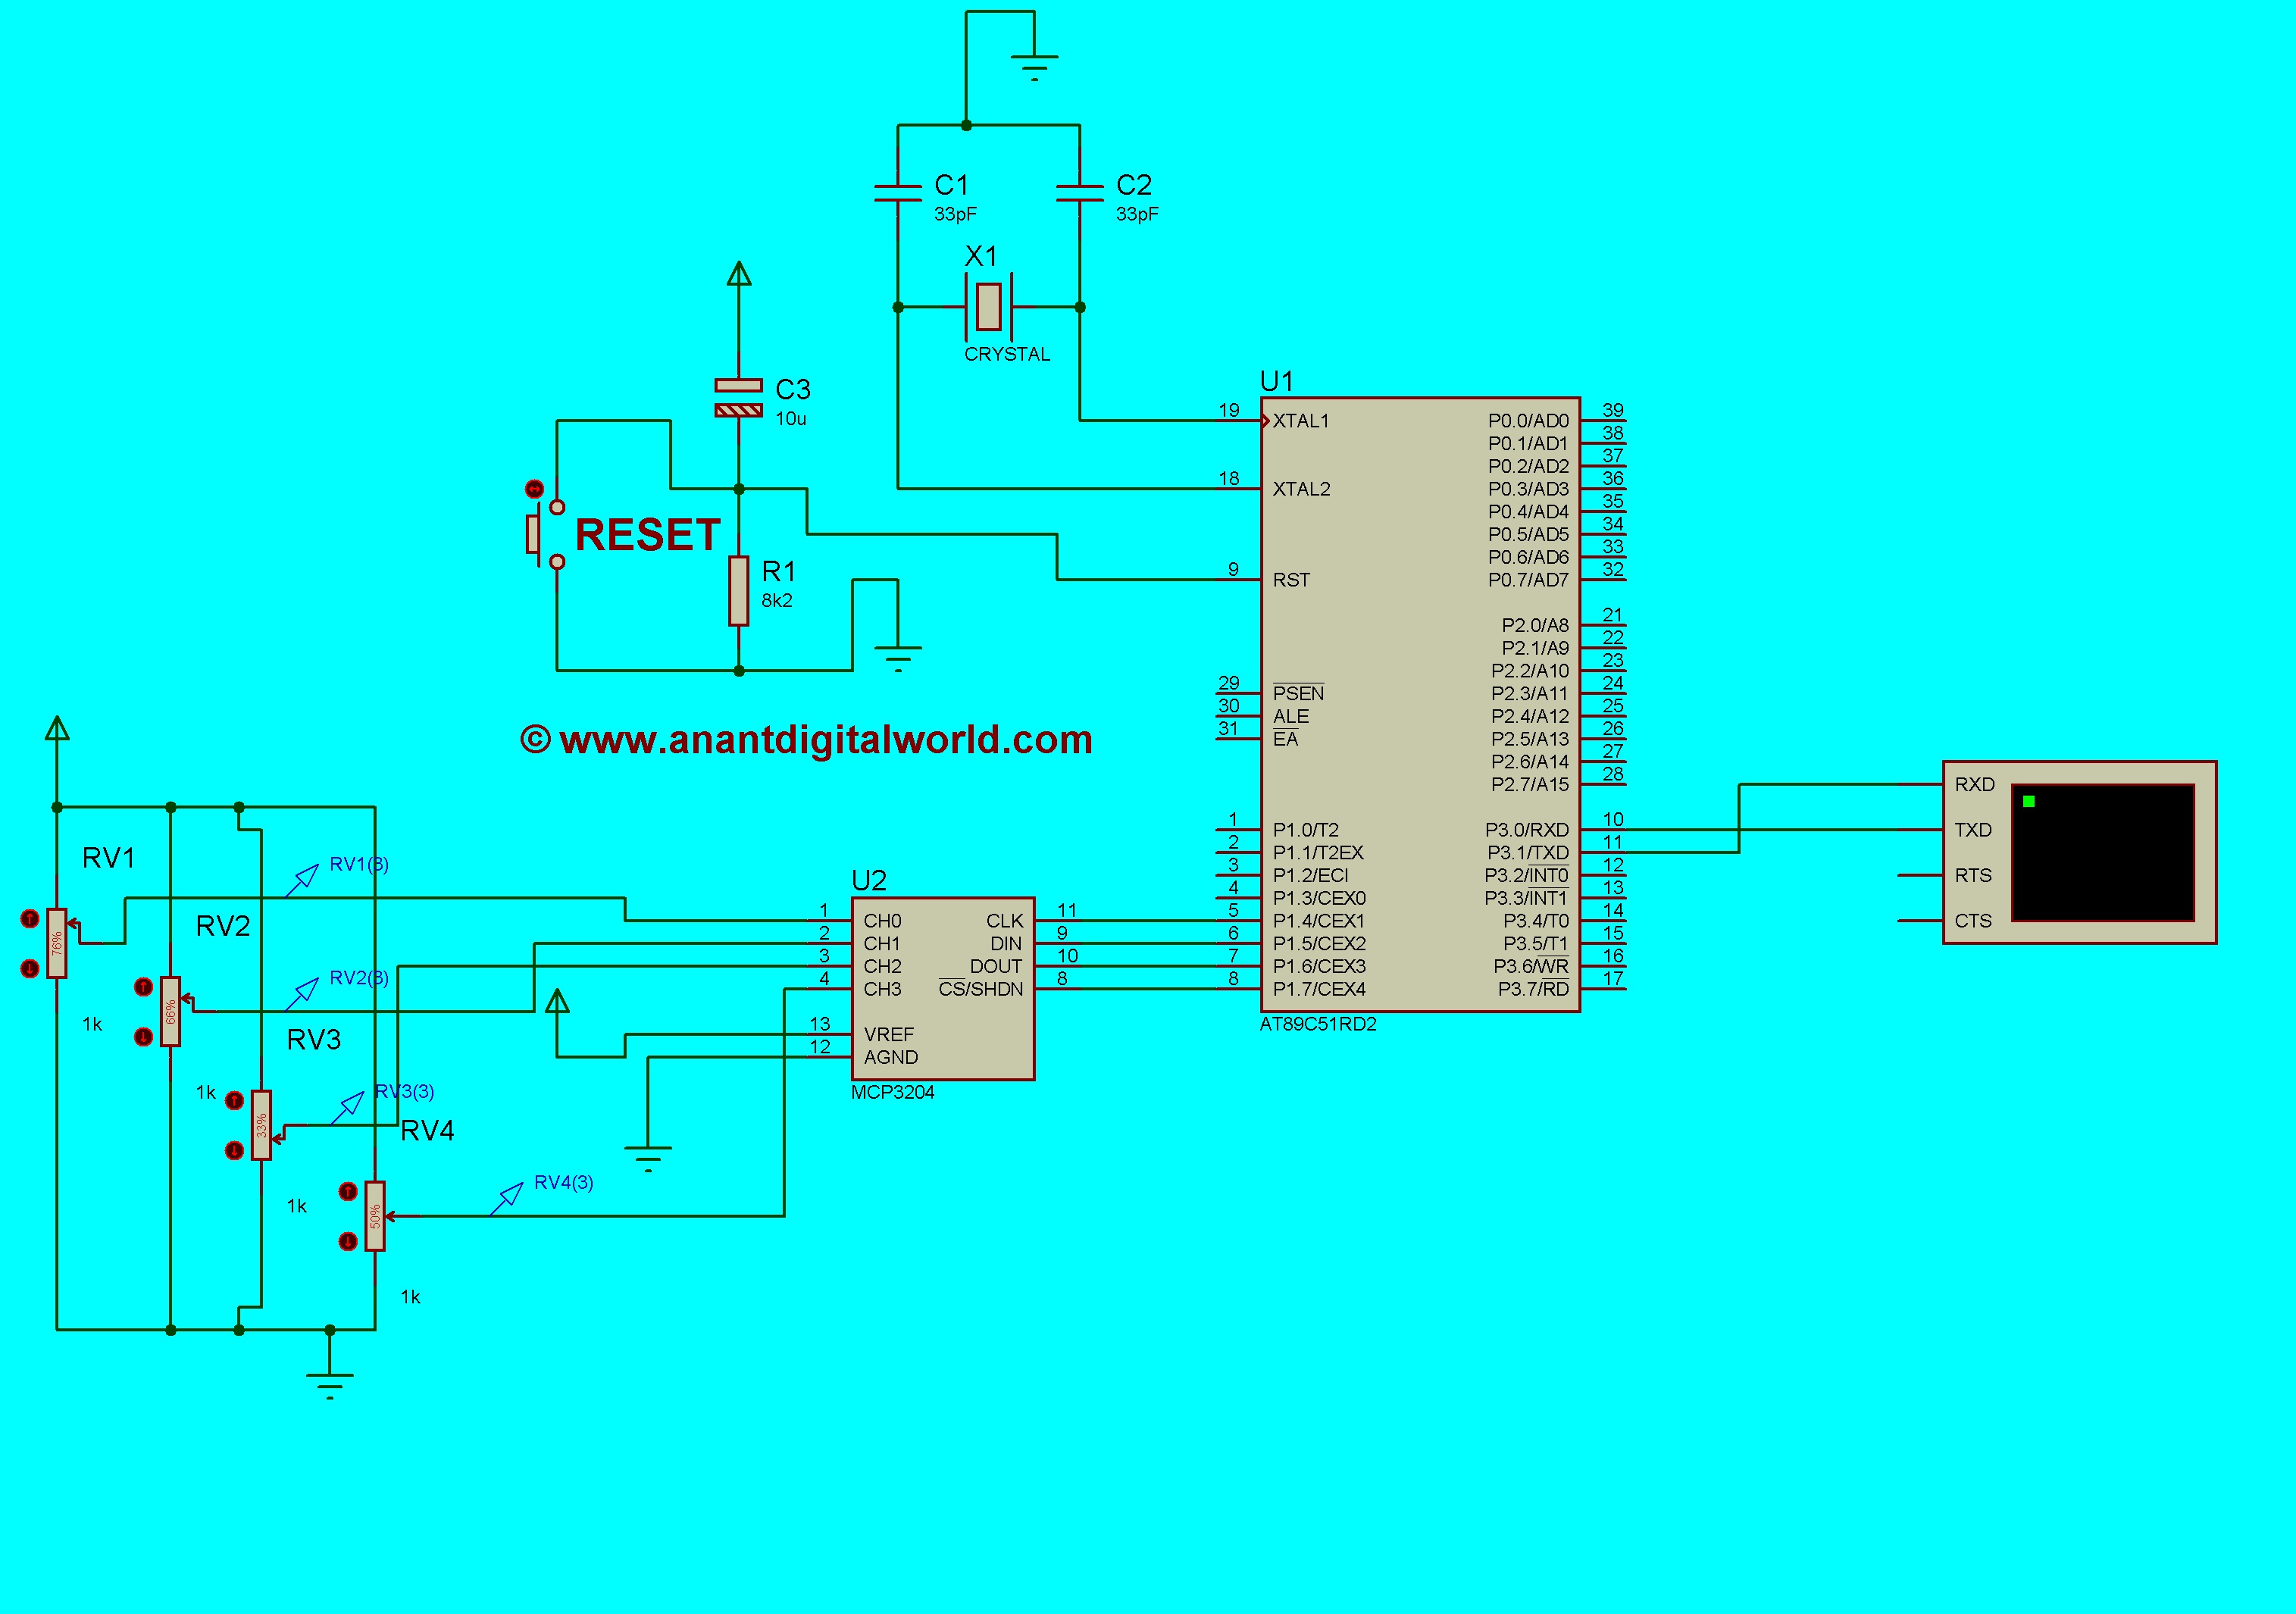 C1
33pF
C2
33pF
X1
CRYSTAL
C3
10u
RESET
R1
8k2
© www.anantdigitalworld.com
U1
19 XTAL1
18 XTAL2
9 RST
29 PSEN
30 ALE
31 EA
1 P1.0/T2
2 P1.1/T2EX
3 P1.2/ECI
4 P1.3/CEX0
5 P1.4/CEX1
6 P1.5/CEX2
7 P1.6/CEX3
8 P1.7/CEX4
P0.0/AD0 39
P0.1/AD1 38
P0.2/AD2 37
P0.3/AD3 36
P0.4/AD4 35
P0.5/AD5 34
P0.6/AD6 33
P0.7/AD7 32
P2.0/A8 21
P2.1/A9 22
P2.2/A10 23
P2.3/A11 24
P2.4/A12 25
P2.5/A13 26
P2.6/A14 27
P2.7/A15 28
P3.0/RXD 10
P3.1/TXD 11
P3.2/INT0 12
P3.3/INT1 13
P3.4/T0 14
P3.5/T1 15
P3.6/WR 16
P3.7/RD 17
AT89C51RD2
RXD
TXD
RTS
CTS
U2
1 CH0
2 CH1
3 CH2
4 CH3
13 VREF
12 AGND
CLK 11
DIN 9
DOUT 10
CS/SHDN 8
MCP3204
RV1
76%
1k
RV1(3)
RV2
66%
1k
RV2(3)
RV3
33%
1k
RV3(3)
RV4
50%
1k
RV4(3)